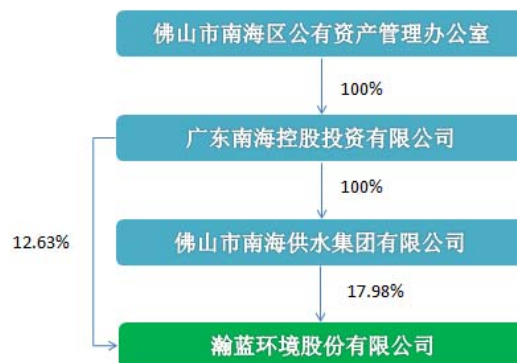 佛山市南海区公有资产管理办公室
100%
广东南海控股投资有限公司
100%
12.63%
佛山市南海供水集团有限公司
17.98%
瀚蓝环境股份有限公司